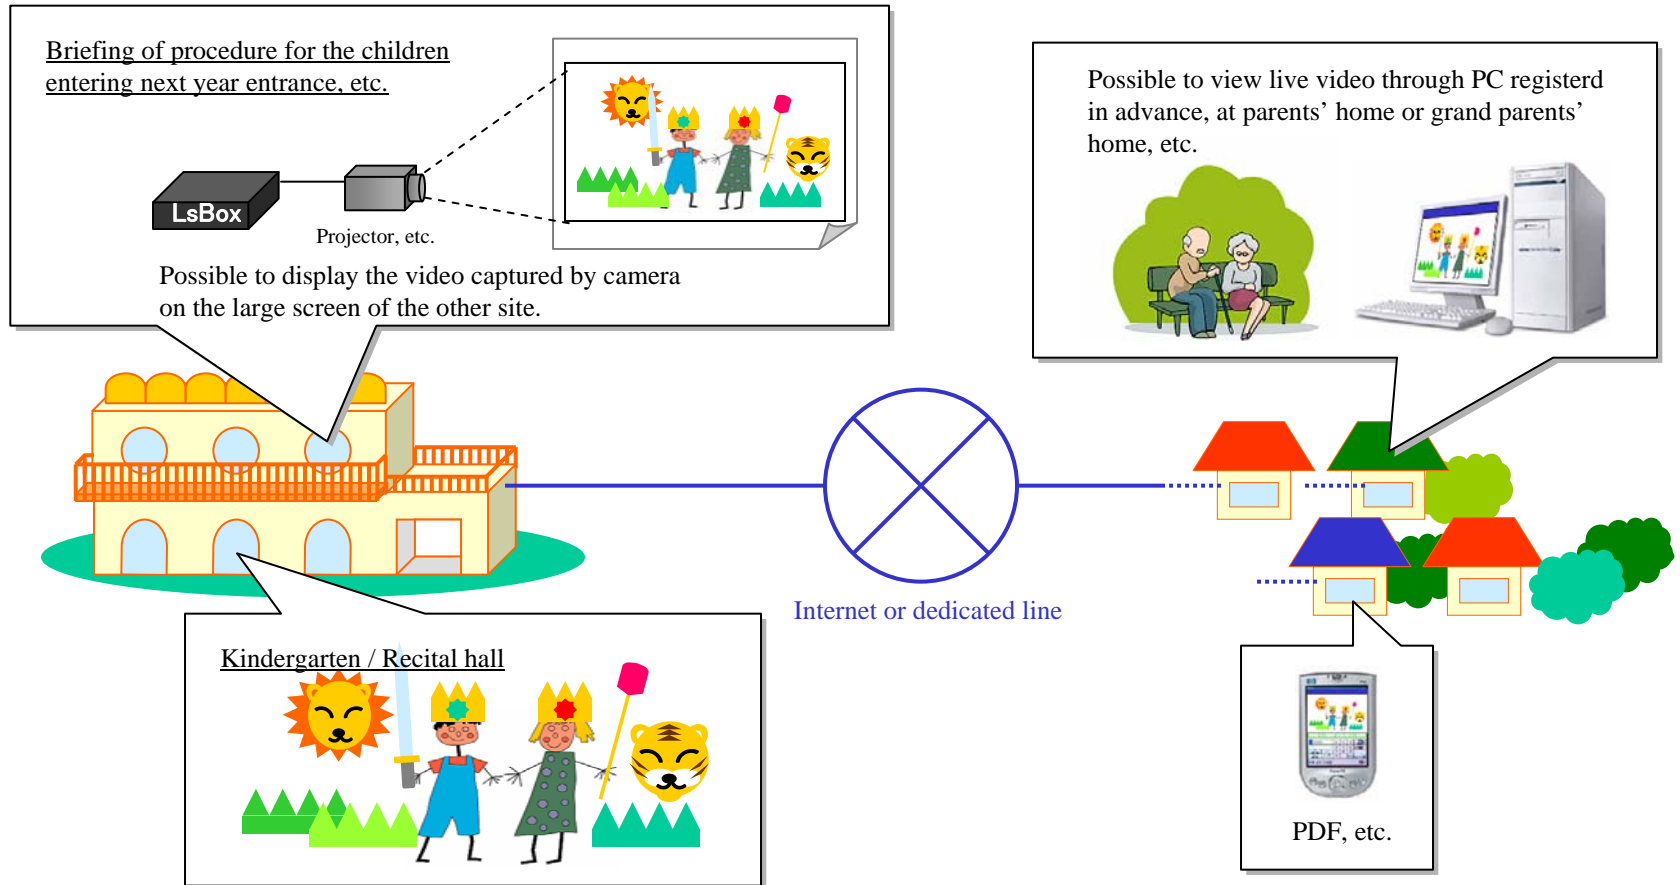 Briefing of procedure for the children
entering next year entrance, etc.
LsBox
Projector, etc.
Possible to display the video captured by camera
on the large screen of the other site.
Possible to view live video through PC registerd
in advance, at parents’ home or grand parents’
home, etc.
Internet or dedicated line
Kindergarten / Recital hall
PDF, etc.